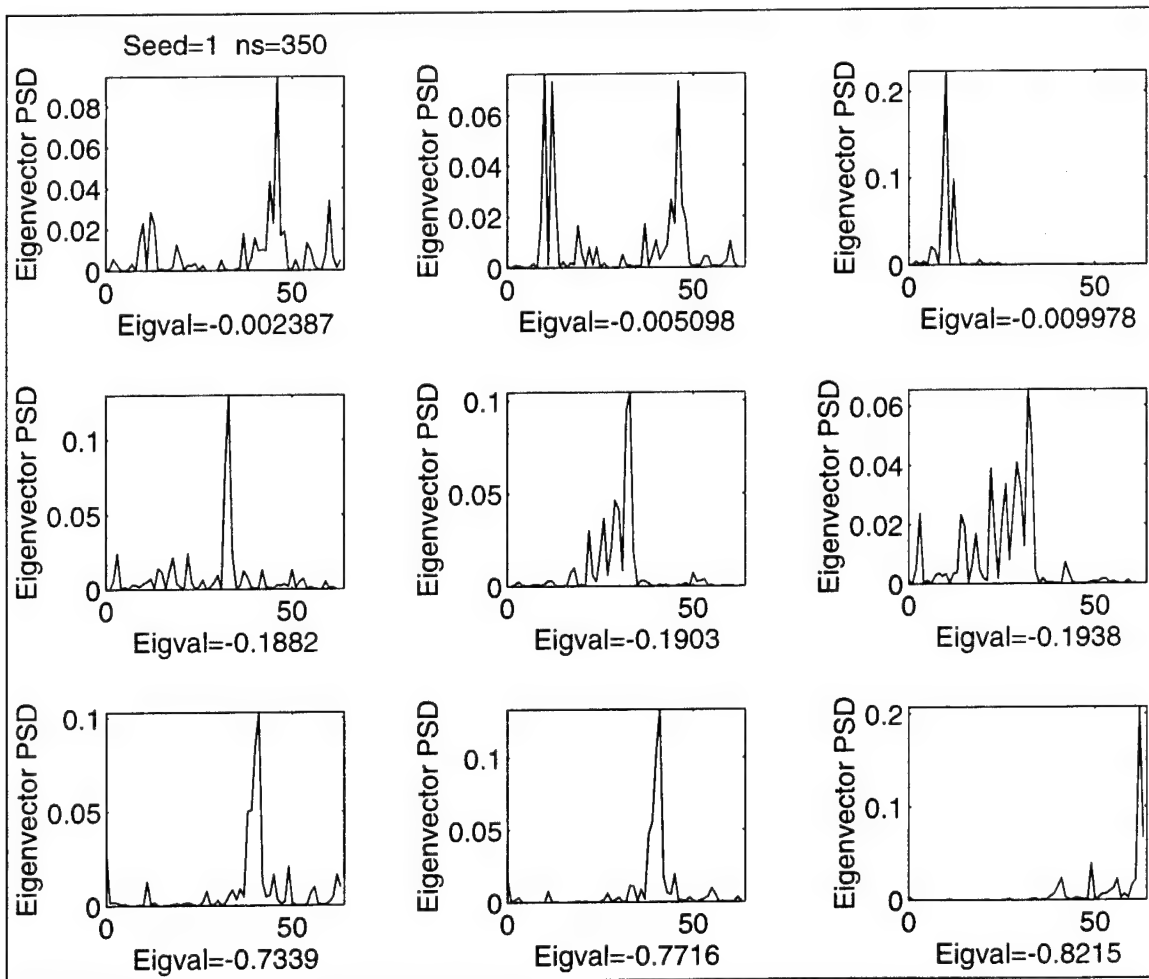 Seed=1 ns=350
Eigenvector PSD
0.08
0.06
0.04
0.02
0
0 50
Eigval=-0.002387
Eigenvector PSD
0.06
0.04
0.02
0
0 50
Eigval=-0.005098
Eigenvector PSD
0.2
0.1
0
0 50
Eigval=-0.009978
Eigenvector PSD
0.1
0.05
0
0 50
Eigval=-0.1882
Eigenvector PSD
0.1
0.05
0
0 50
Eigval=-0.1903
Eigenvector PSD
0.06
0.04
0.02
0
0 50
Eigval=-0.1938
Eigenvector PSD
0.1
0.05
0
0 50
Eigval=-0.7339
Eigenvector PSD
0.1
0.05
0
0 50
Eigval=-0.7716
Eigenvector PSD
0.2
0.1
0
0 50
Eigval=-0.8215